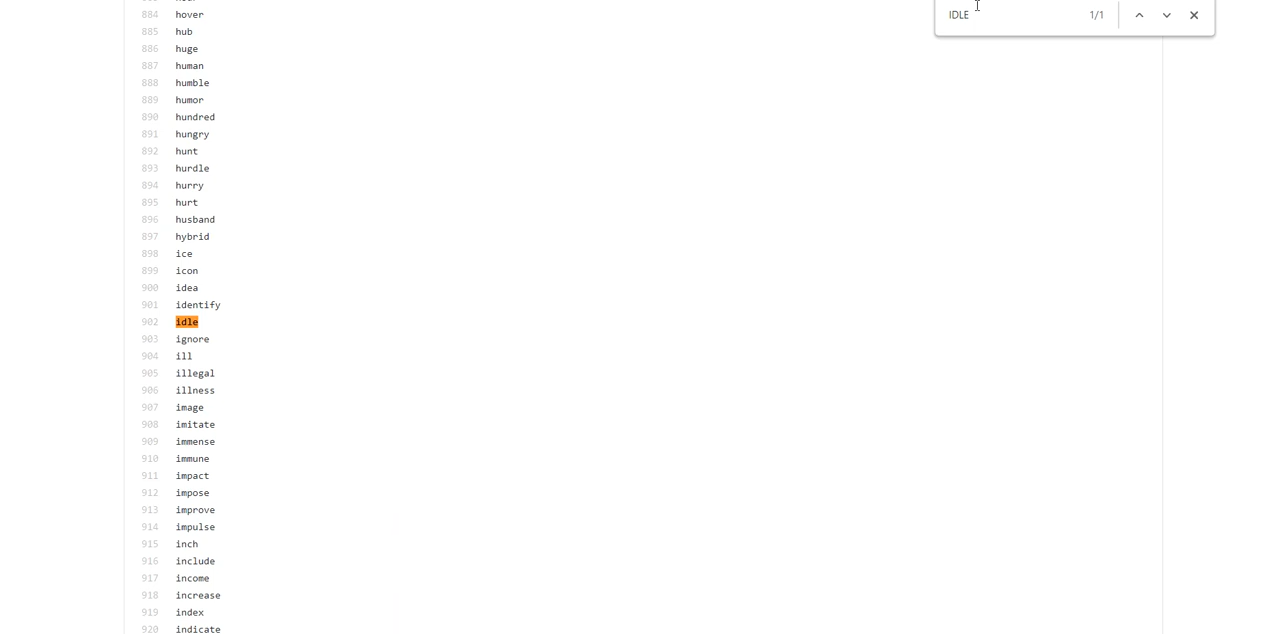 IDLE 1/1
884 hover
885 hub
886 huge
887 human
888 humble
889 humor
890 hundred
891 hungry
892 hunt
893 hurdle
894 hurry
895 hurt
896 husband
897 hybrid
898 ice
899 icon
900 idea
901 identify
902 idle
903 ignore
904 ill
905 illegal
906 illness
907 image
908 imitate
909 immense
910 immune
911 impact
912 impose
913 improve
914 impulse
915 inch
916 include
917 income
918 increase
919 index
920 indicate